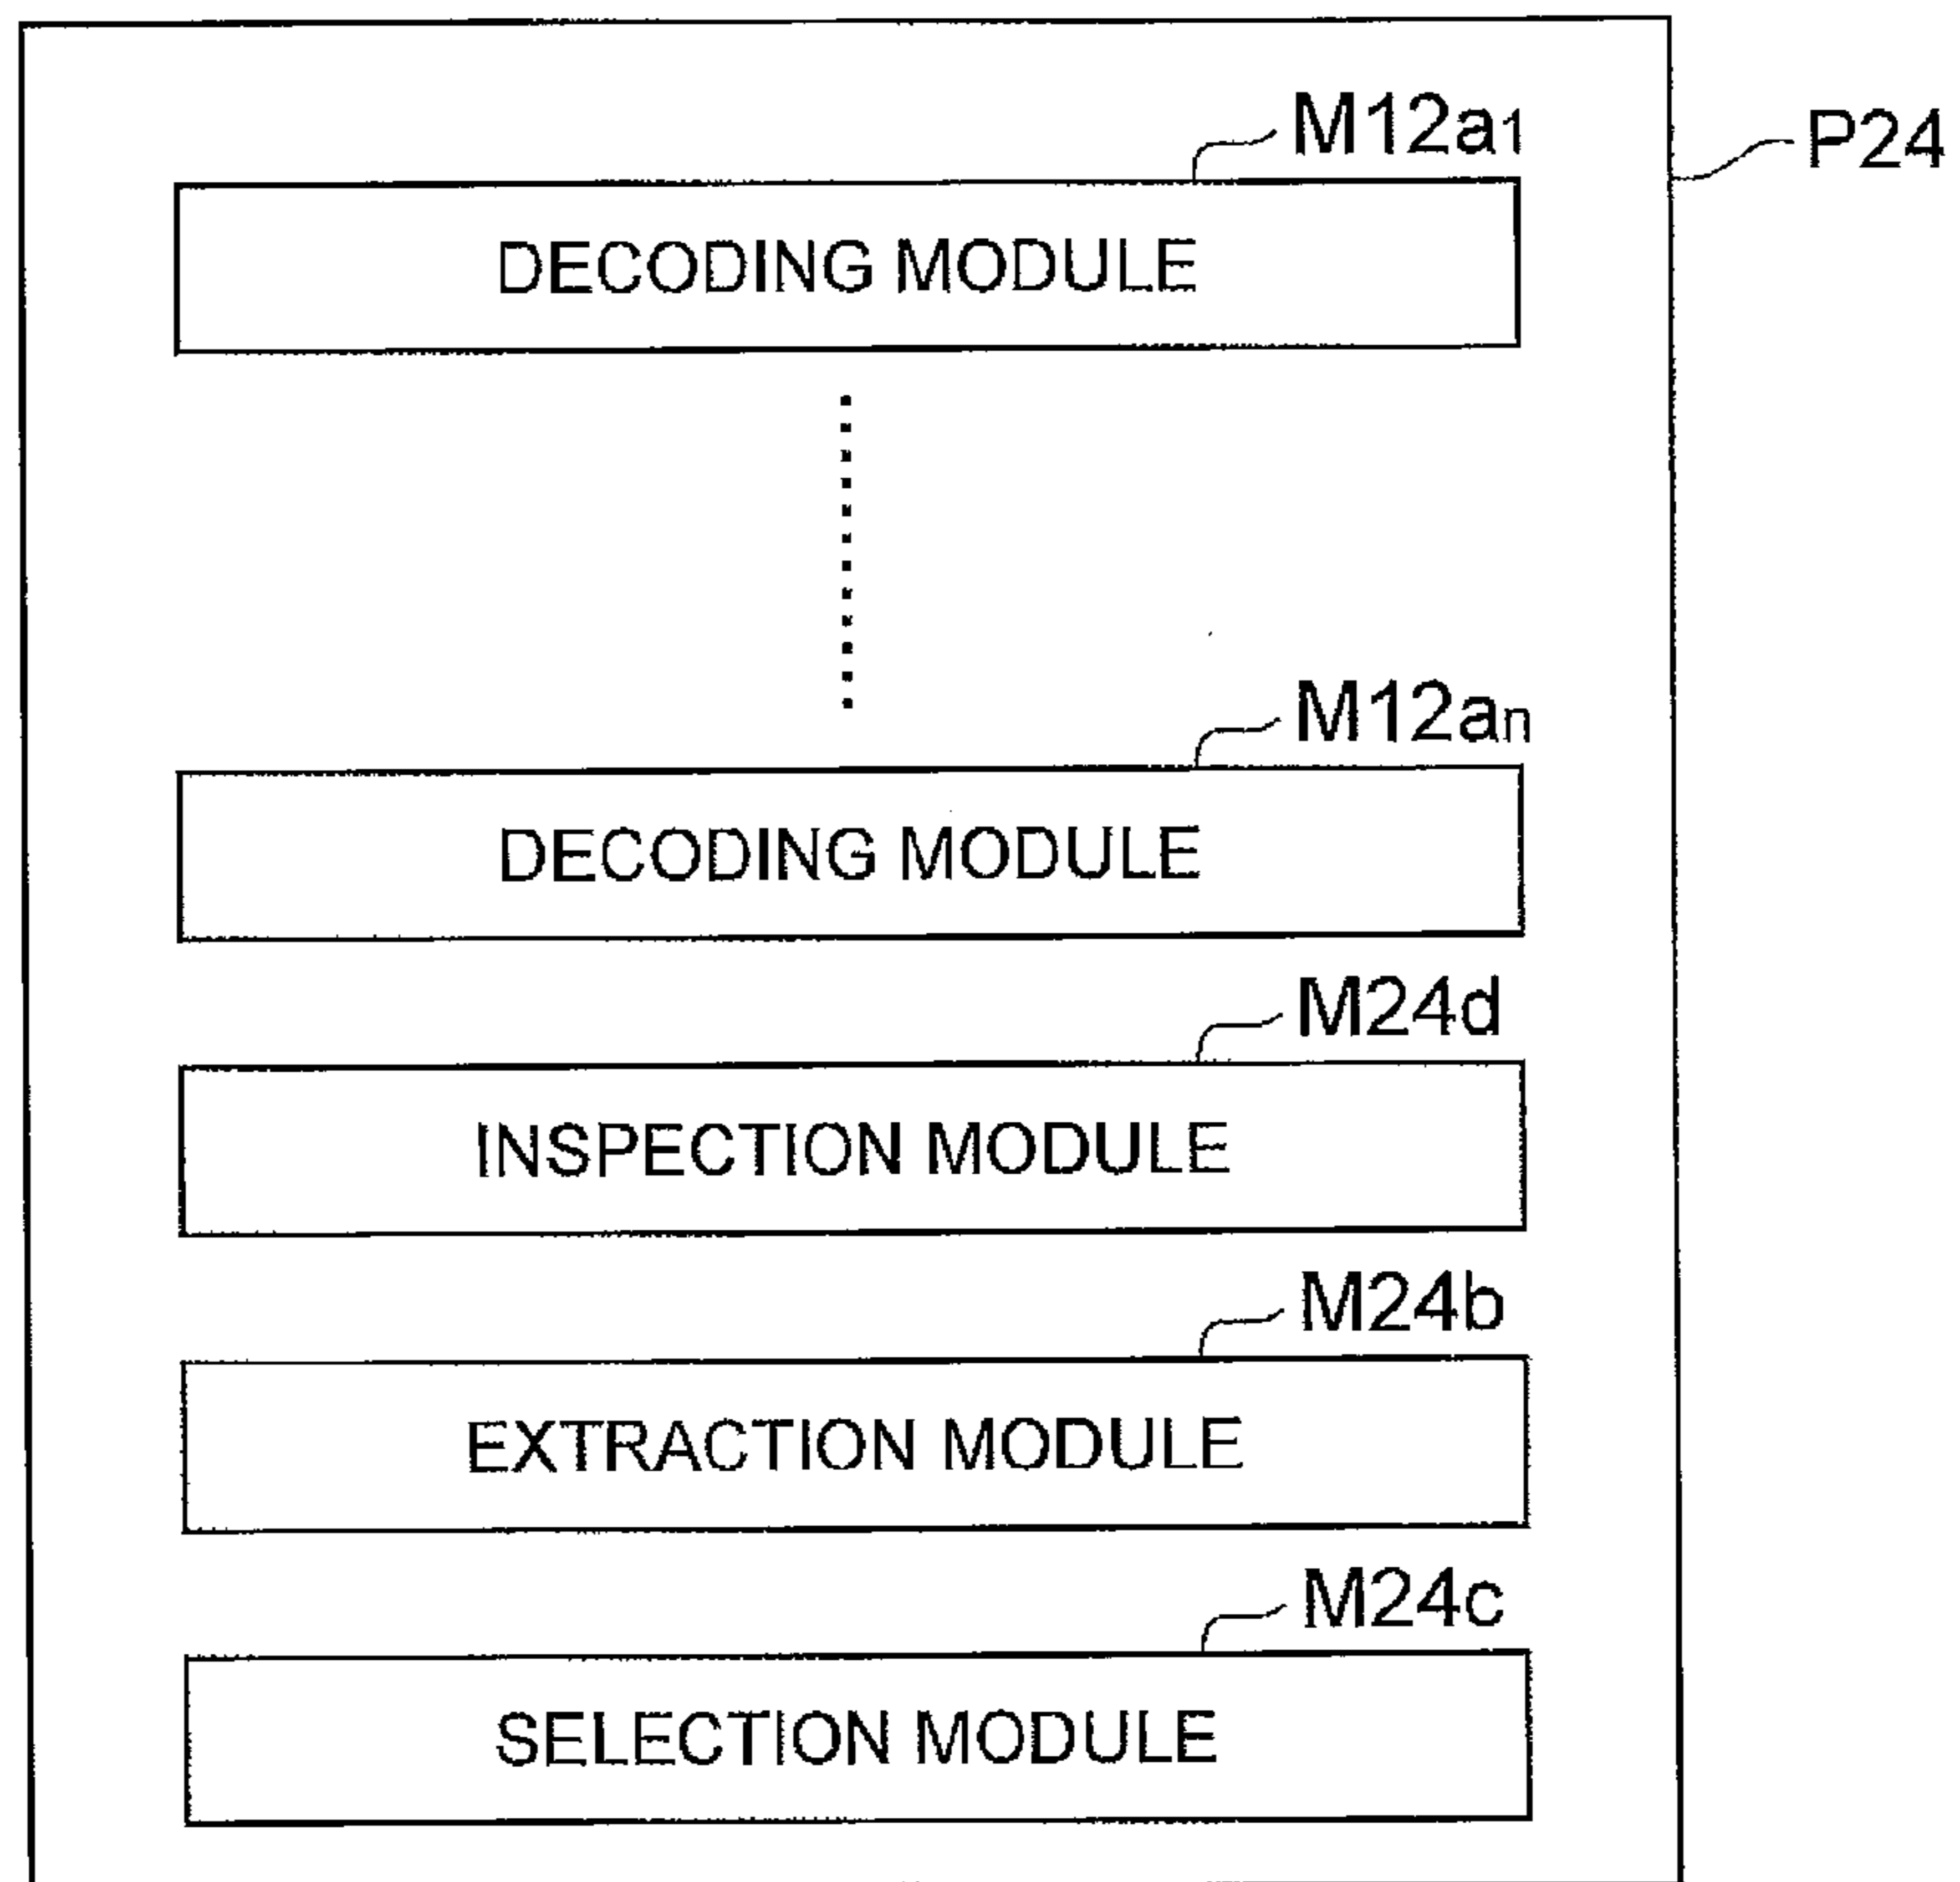 M12a1
P24
DECODING MODULE
M12an
DECODING MODULE
M24d
INSPECTION MODULE
M24b
EXTRACTION MODULE
M24c
SELECTION MODULE